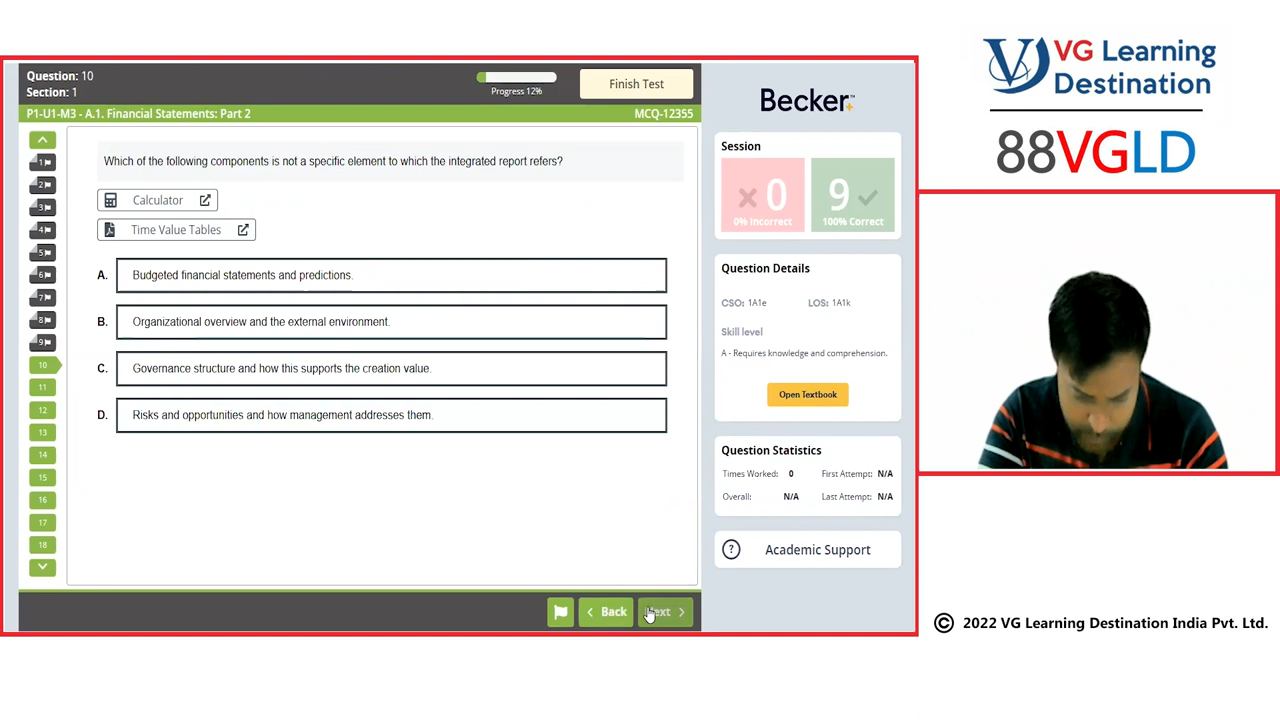 Question: 10
Section: 1
Progress 12%
Finish Test
P1-U1-M3 - A.1. Financial Statements: Part 2
MCQ-12355
1
2
3
4
5
6
7
8
9
10
11
12
13
14
15
16
17
18
Which of the following components is not a specific element to which the integrated report refers?
Calculator
Time Value Tables
A. Budgeted financial statements and predictions.
B. Organizational overview and the external environment.
C. Governance structure and how this supports the creation value.
D. Risks and opportunities and how management addresses them.
Back
Next
Becker
Session
0
0% Incorrect
9
100% Correct
Question Details
CSO: 1A1e LOS: 1A1k
Skill level
A - Requires knowledge and comprehension.
Open Textbook
Question Statistics
Times Worked: 0 First Attempt: N/A
Overall: N/A Last Attempt: N/A
? Academic Support
VG Learning
Destination
88VGLD
© 2022 VG Learning Destination India Pvt. Ltd.